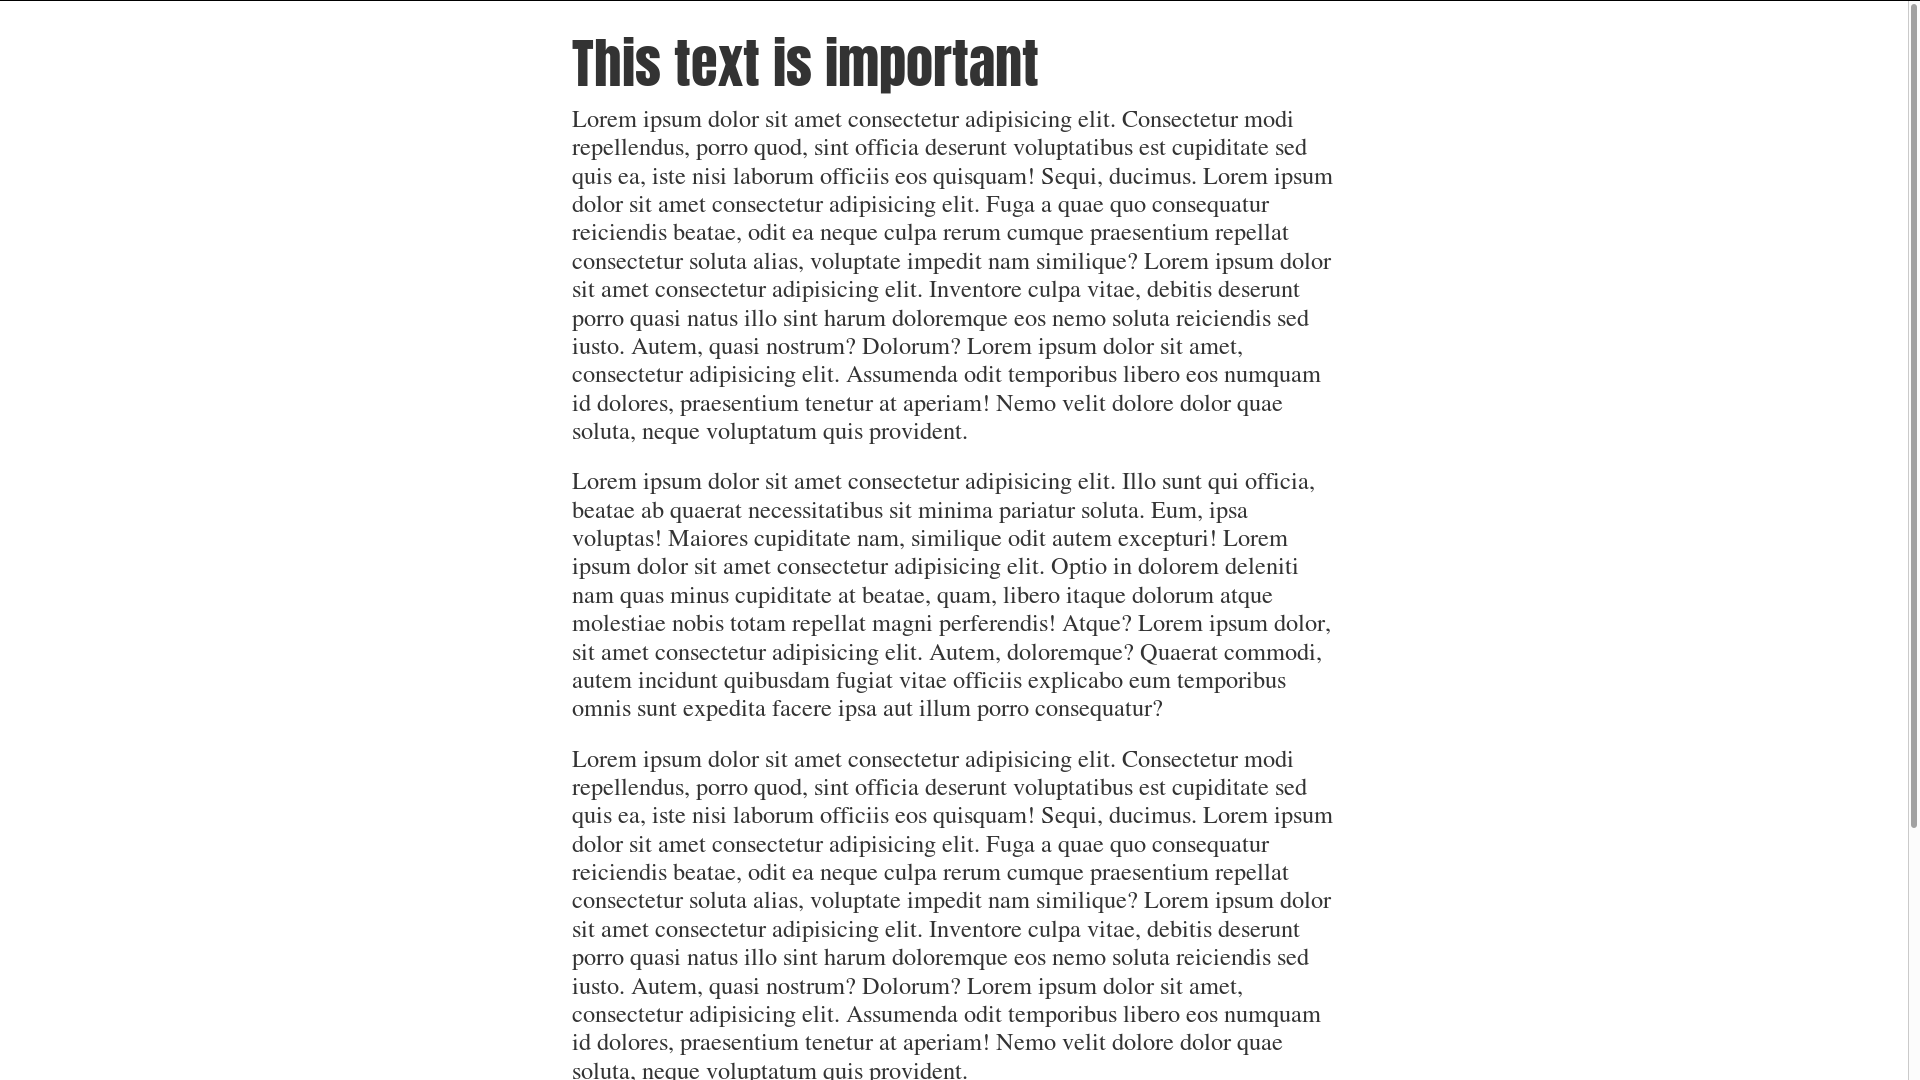 This text is important
Lorem ipsum dolor sit amet consectetur adipisicing elit. Consectetur modi
repellendus, porro quod, sint officia deserunt voluptatibus est cupiditate sed
quis ea, iste nisi laborum officiis eos quisquam! Sequi, ducimus. Lorem ipsum
dolor sit amet consectetur adipisicing elit. Fuga a quae quo consequatur
reiciendis beatae, odit ea neque culpa rerum cumque praesentium repellat
consectetur soluta alias, voluptate impedit nam similique? Lorem ipsum dolor
sit amet consectetur adipisicing elit. Inventore culpa vitae, debitis deserunt
porro quasi natus illo sint harum doloremque eos nemo soluta reiciendis sed
iusto. Autem, quasi nostrum? Dolorum? Lorem ipsum dolor sit amet,
consectetur adipisicing elit. Assumenda odit temporibus libero eos numquam
id dolores, praesentium tenetur at aperiam! Nemo velit dolore dolor quae
soluta, neque voluptatum quis provident.
Lorem ipsum dolor sit amet consectetur adipisicing elit. Illo sunt qui officia,
beatae ab quaerat necessitatibus sit minima pariatur soluta. Eum, ipsa
voluptas! Maiores cupiditate nam, similique odit autem excepturi! Lorem
ipsum dolor sit amet consectetur adipisicing elit. Optio in dolorem deleniti
nam quas minus cupiditate at beatae, quam, libero itaque dolorum atque
molestiae nobis totam repellat magni perferendis! Atque? Lorem ipsum dolor,
sit amet consectetur adipisicing elit. Autem, doloremque? Quaerat commodi,
autem incidunt quibusdam fugiat vitae officiis explicabo eum temporibus
omnis sunt expedita facere ipsa aut illum porro consequatur?
Lorem ipsum dolor sit amet consectetur adipisicing elit. Consectetur modi
repellendus, porro quod, sint officia deserunt voluptatibus est cupiditate sed
quis ea, iste nisi laborum officiis eos quisquam! Sequi, ducimus. Lorem ipsum
dolor sit amet consectetur adipisicing elit. Fuga a quae quo consequatur
reiciendis beatae, odit ea neque culpa rerum cumque praesentium repellat
consectetur soluta alias, voluptate impedit nam similique? Lorem ipsum dolor
sit amet consectetur adipisicing elit. Inventore culpa vitae, debitis deserunt
porro quasi natus illo sint harum doloremque eos nemo soluta reiciendis sed
iusto. Autem, quasi nostrum? Dolorum? Lorem ipsum dolor sit amet,
consectetur adipisicing elit. Assumenda odit temporibus libero eos numquam
id dolores, praesentium tenetur at aperiam! Nemo velit dolore dolor quae
soluta, neque voluptatum quis provident.